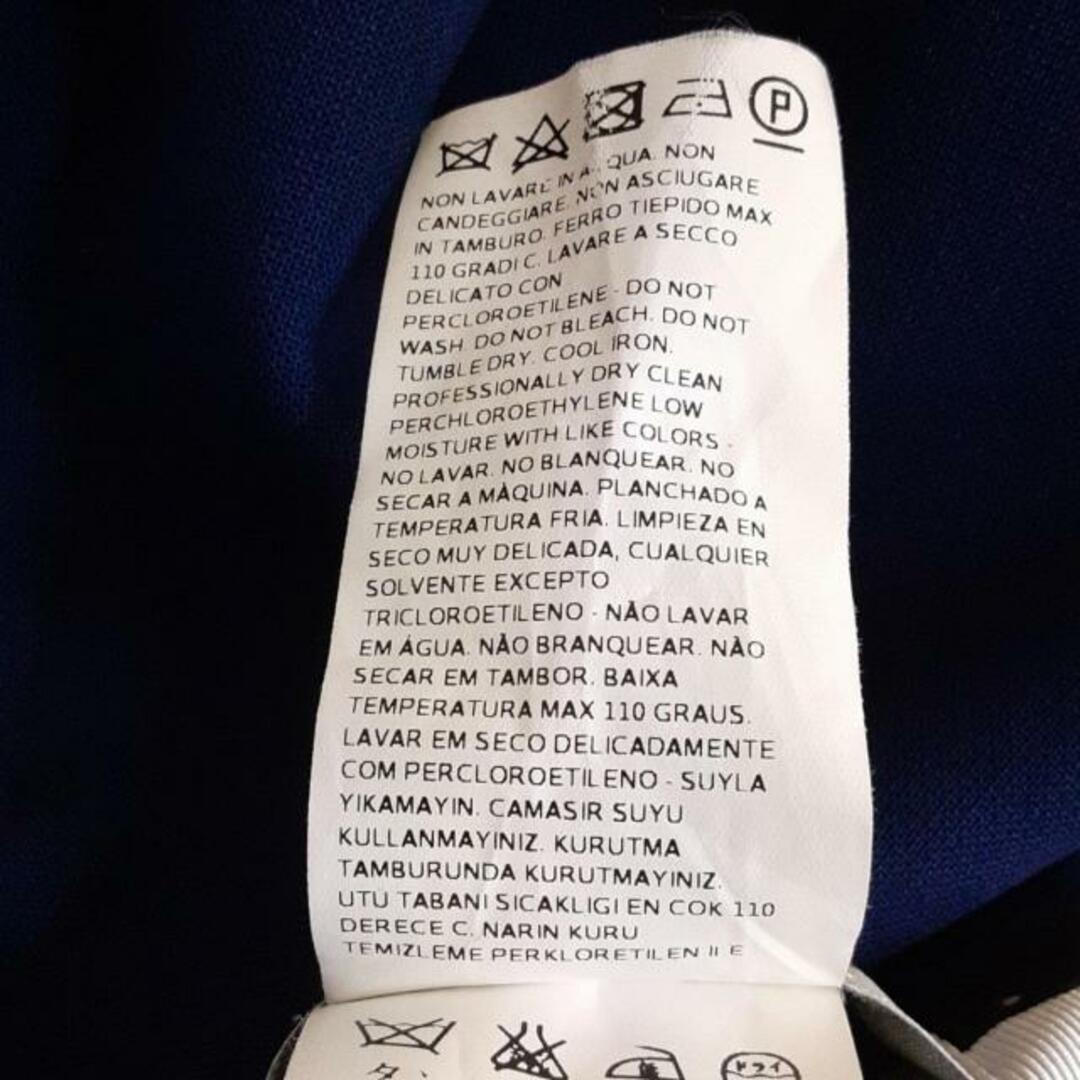 P
NON LAVARE IN ACQUA. NON
CANDEGGIARE. NON ASCIUGARE
IN TAMBURO. FERRO TIEPIDO MAX
110 GRADI C. LAVARE A SECCO
DELICATO CON
PERCLOROETILENE - DO NOT
WASH. DO NOT BLEACH. DO NOT
TUMBLE DRY. COOL IRON.
PROFESSIONALLY DRY CLEAN
PERCHLOROETHYLENE LOW
MOISTURE WITH LIKE COLORS -
NO LAVAR. NO BLANQUEAR. NO
SECAR A MÀQUINA. PLANCHADO A
TEMPERATURA FRIA. LIMPIEZA EN
SECO MUY DELICADA, CUALQUIER
SOLVENTE EXCEPTO
TRICLOROETILENO - NÃO LAVAR
EM ÁGUA. NÃO BRANQUEAR. NÃO
SECAR EM TAMBOR. BAIXA
TEMPERATURA MAX 110 GRAUS.
LAVAR EM SECO DELICADAMENTE
COM PERCLOROETILENO - SUYLA
YIKAMAYIN. CAMASIR SUYU
KULLANMAYINIZ. KURUTMA
TAMBURUNDA KURUTMAYINIZ.
UTU TABANI SICAKLIGI EN COK 110
DERECE C. NARIN KURU
TEMIZLEME PERKLORETILEN
ドライ